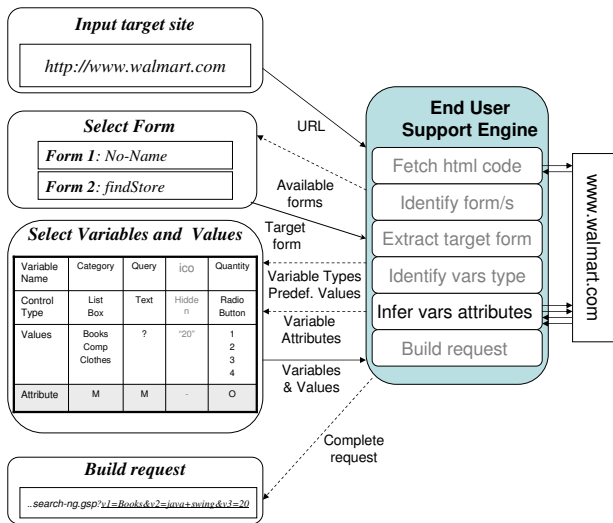 Input target site
http://www.walmart.com
Select Form
Form 1: No-Name
Form 2: findStore
Select Variables and Values
Variable Name Category Query ico Quantity
Control Type List Box Text Hidden Radio Button
Values Books Comp Clothes ? "20" 1 2 3 4
Attribute M M - O
Build request
..search-ng.gsp?v1=Books&v2=java+swing&v3=20
URL
Available
forms
Target
form
Variable Types
Predef. Values
Variable
Attributes
Variables
& Values
Complete
request
End User
Support Engine
Fetch html code
Identify form/s
Extract target form
Identify vars type
Infer vars attributes
Build request
www.walmart.com